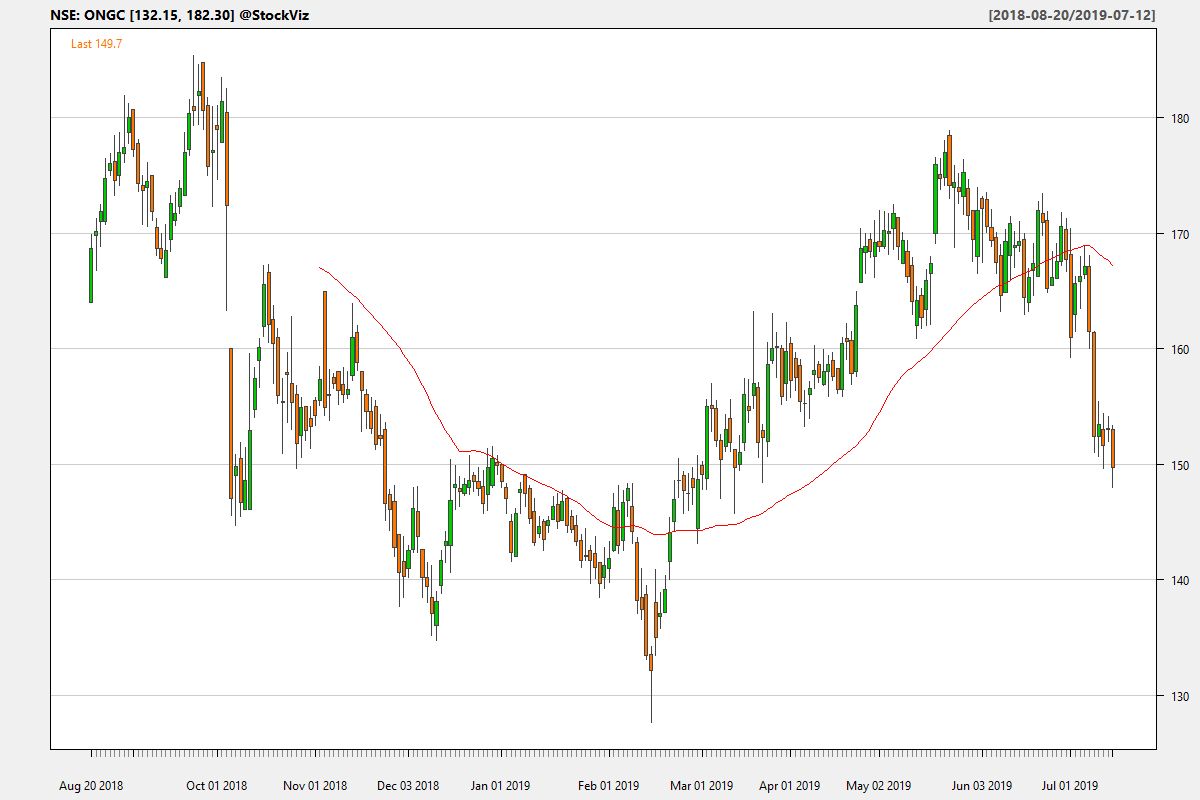 NSE: ONGC [132.15, 182.30] @StockViz
[2018-08-20/2019-07-12]
Last 149.7
180
170
160
150
140
130
Aug 20 2018 Oct 01 2018 Nov 01 2018 Dec 03 2018 Jan 01 2019 Feb 01 2019 Mar 01 2019 Apr 01 2019 May 02 2019 Jun 03 2019 Jul 01 2019